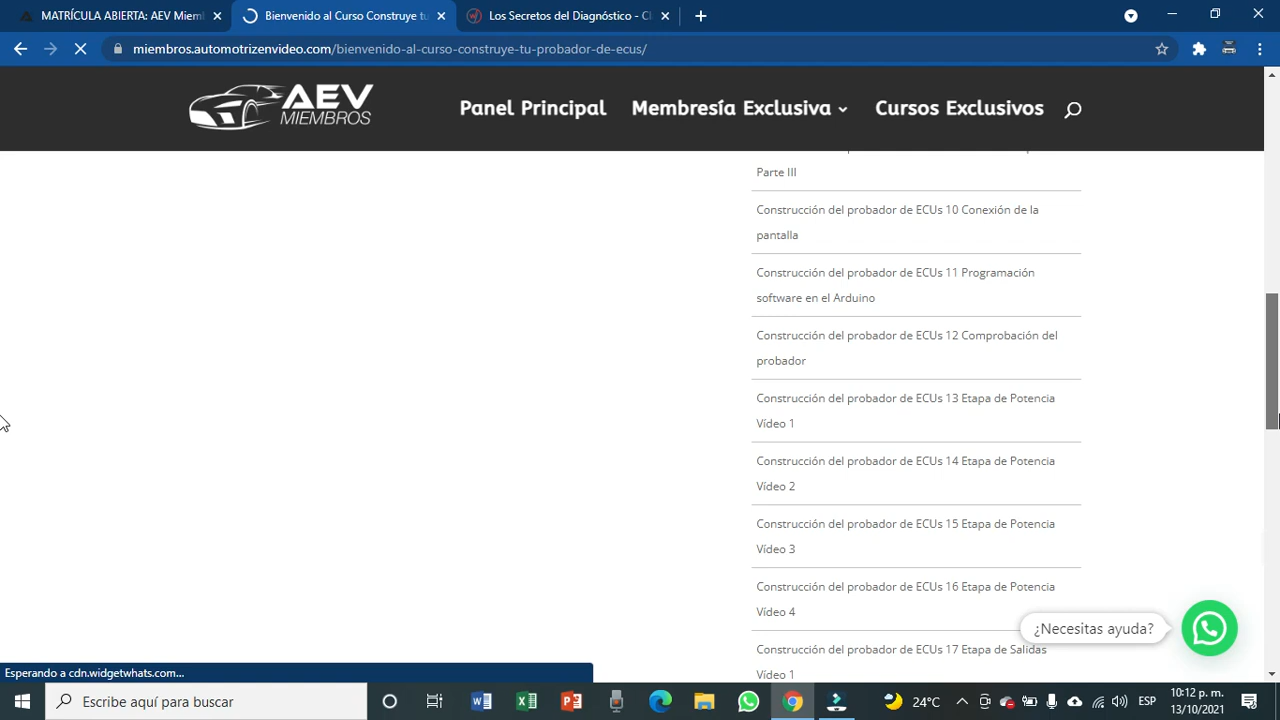 MATRÍCULA ABIERTA: AEV Miem
Bienvenido al Curso Construye tu
Los Secretos del Diagnóstico - Cl
miembros.automotrizenvideo.com/bienvenido-al-curso-construye-tu-probador-de-ecus/
AEV
MIEMBROS
Panel Principal
Membresía Exclusiva
Cursos Exclusivos
Parte III
Construcción del probador de ECUs 10 Conexión de la
pantalla
Construcción del probador de ECUs 11 Programación
software en el Arduino
Construcción del probador de ECUs 12 Comprobación del
probador
Construcción del probador de ECUs 13 Etapa de Potencia
Vídeo 1
Construcción del probador de ECUs 14 Etapa de Potencia
Vídeo 2
Construcción del probador de ECUs 15 Etapa de Potencia
Vídeo 3
Construcción del probador de ECUs 16 Etapa de Potencia
Vídeo 4
¿Necesitas ayuda?
Construcción del probador de ECUs 17 Etapa de Salidas
Vídeo 1
Esperando a cdn.widgetwhats.com...
Escribe aquí para buscar
24°C
ESP
10:12 p. m.
13/10/2021